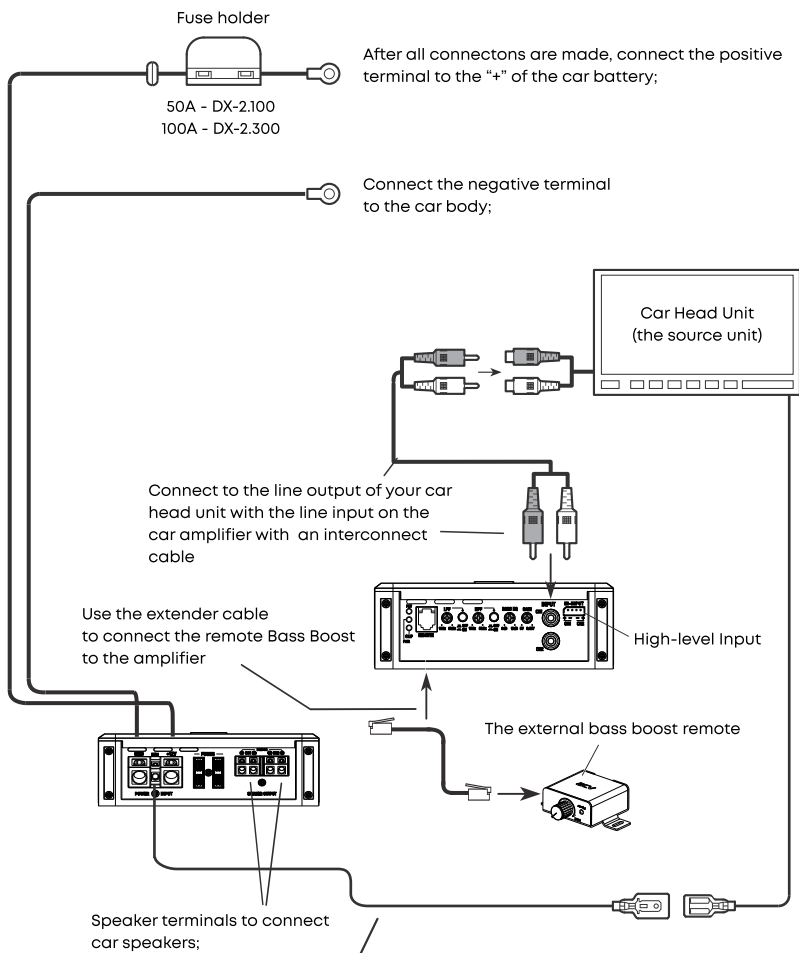 Fuse holder
After all connectons are made, connect the positive
terminal to the “+” of the car battery;
50A - DX-2.100
100A - DX-2.300
Connect the negative terminal
to the car body;
Car Head Unit
(the source unit)
Connect to the line output of your car
head unit with the line input on the
car amplifier with an interconnect
cable
INPUT
REMOTE
High-level Input
Use the extender cable
to connect the remote Bass Boost
to the amplifier
The external bass boost remote
POWER
INPUT
Speaker terminals to connect
car speakers;